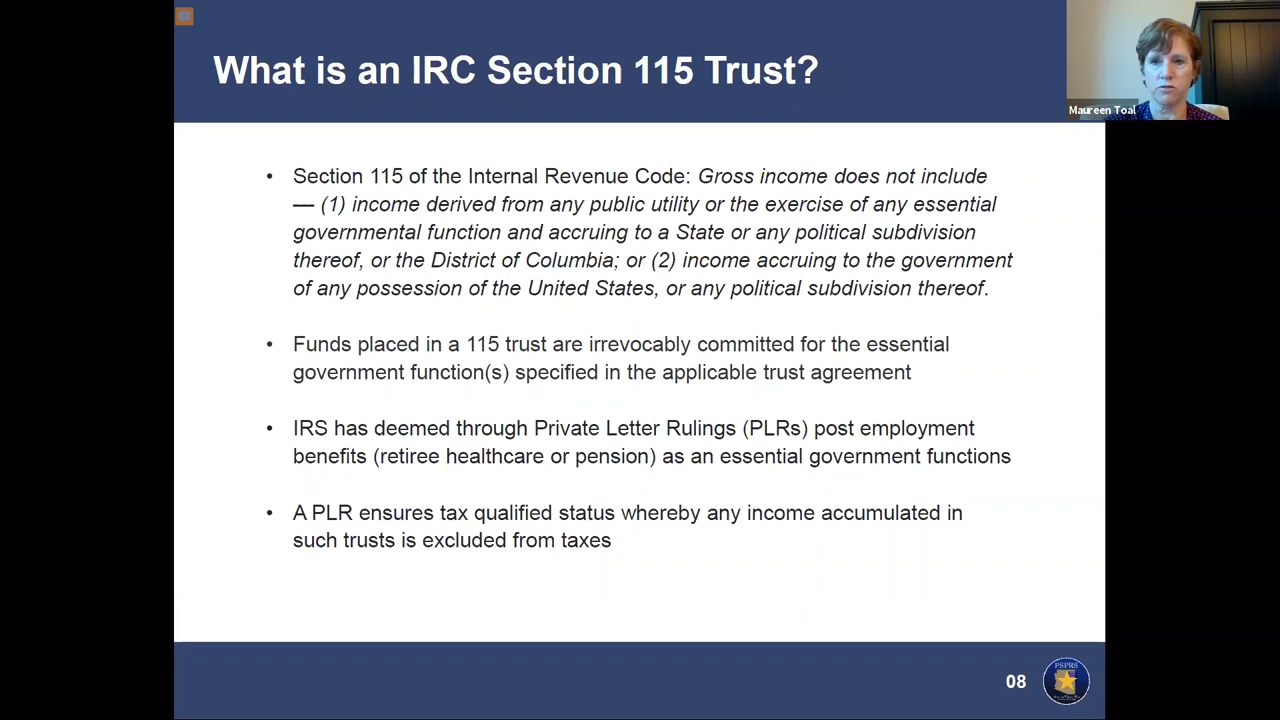 What is an IRC Section 115 Trust?
Maureen Toal
• Section 115 of the Internal Revenue Code: Gross income does not include
— (1) income derived from any public utility or the exercise of any essential
governmental function and accruing to a State or any political subdivision
thereof, or the District of Columbia; or (2) income accruing to the government
of any possession of the United States, or any political subdivision thereof.
• Funds placed in a 115 trust are irrevocably committed for the essential
government function(s) specified in the applicable trust agreement
• IRS has deemed through Private Letter Rulings (PLRs) post employment
benefits (retiree healthcare or pension) as an essential government functions
• A PLR ensures tax qualified status whereby any income accumulated in
such trusts is excluded from taxes
08
PSPRS